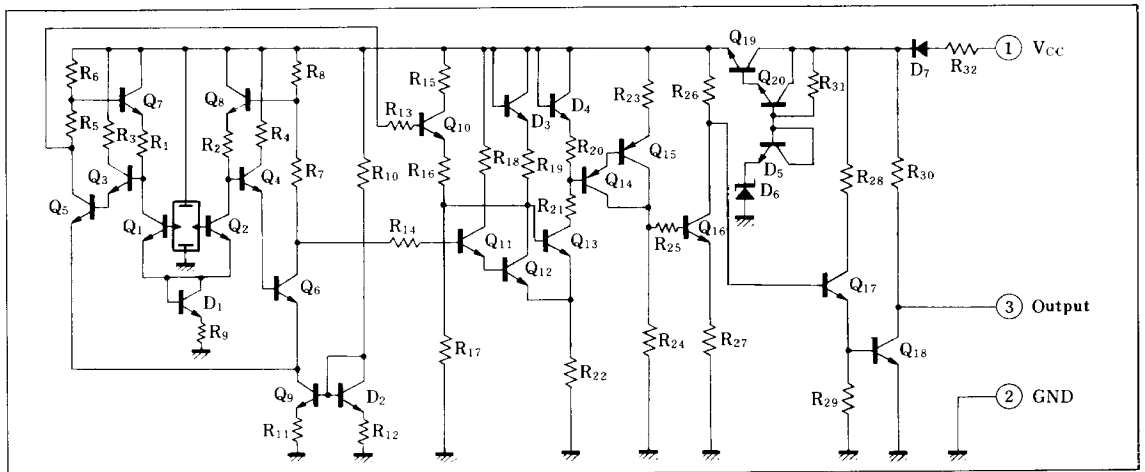 R6
R5
R3
Q7
R1
Q8
R2
R4
R8
R7
R10
R13
R15
Q10
R16
R18
D3
R19
D4
R20
R21
R23
Q14
Q15
R26
Q19
Q20
R31
D7
R32
1 VCC
D5
D6
R28
R30
Q5
Q3
Q1
Q2
Q4
Q6
R14
Q11
Q12
Q13
R25
Q16
Q17
D1
R9
R17
R22
R24
R27
Q18
3 Output
Q9
D2
R11
R12
R29
2 GND